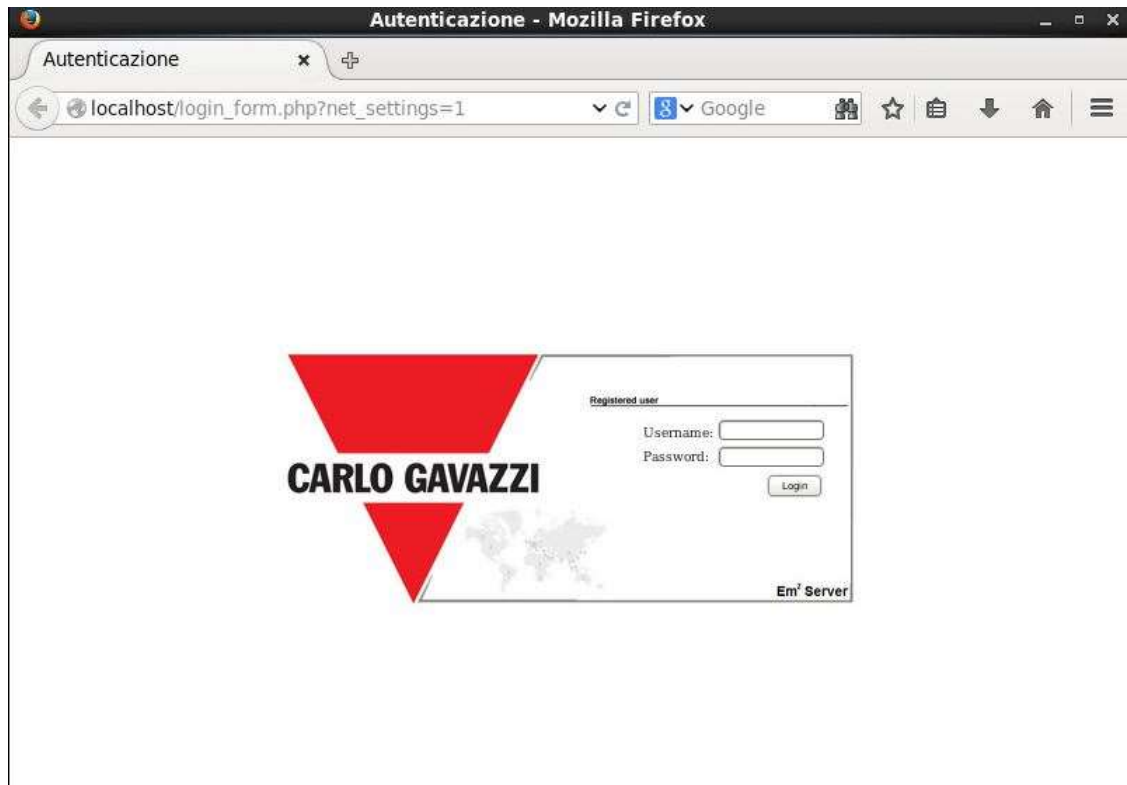 Autenticazione - Mozilla Firefox
Autenticazione
localhost/login_form.php?net_settings=1
8 Google
Registered user
Username:
Password:
Login
CARLO GAVAZZI
Em² Server